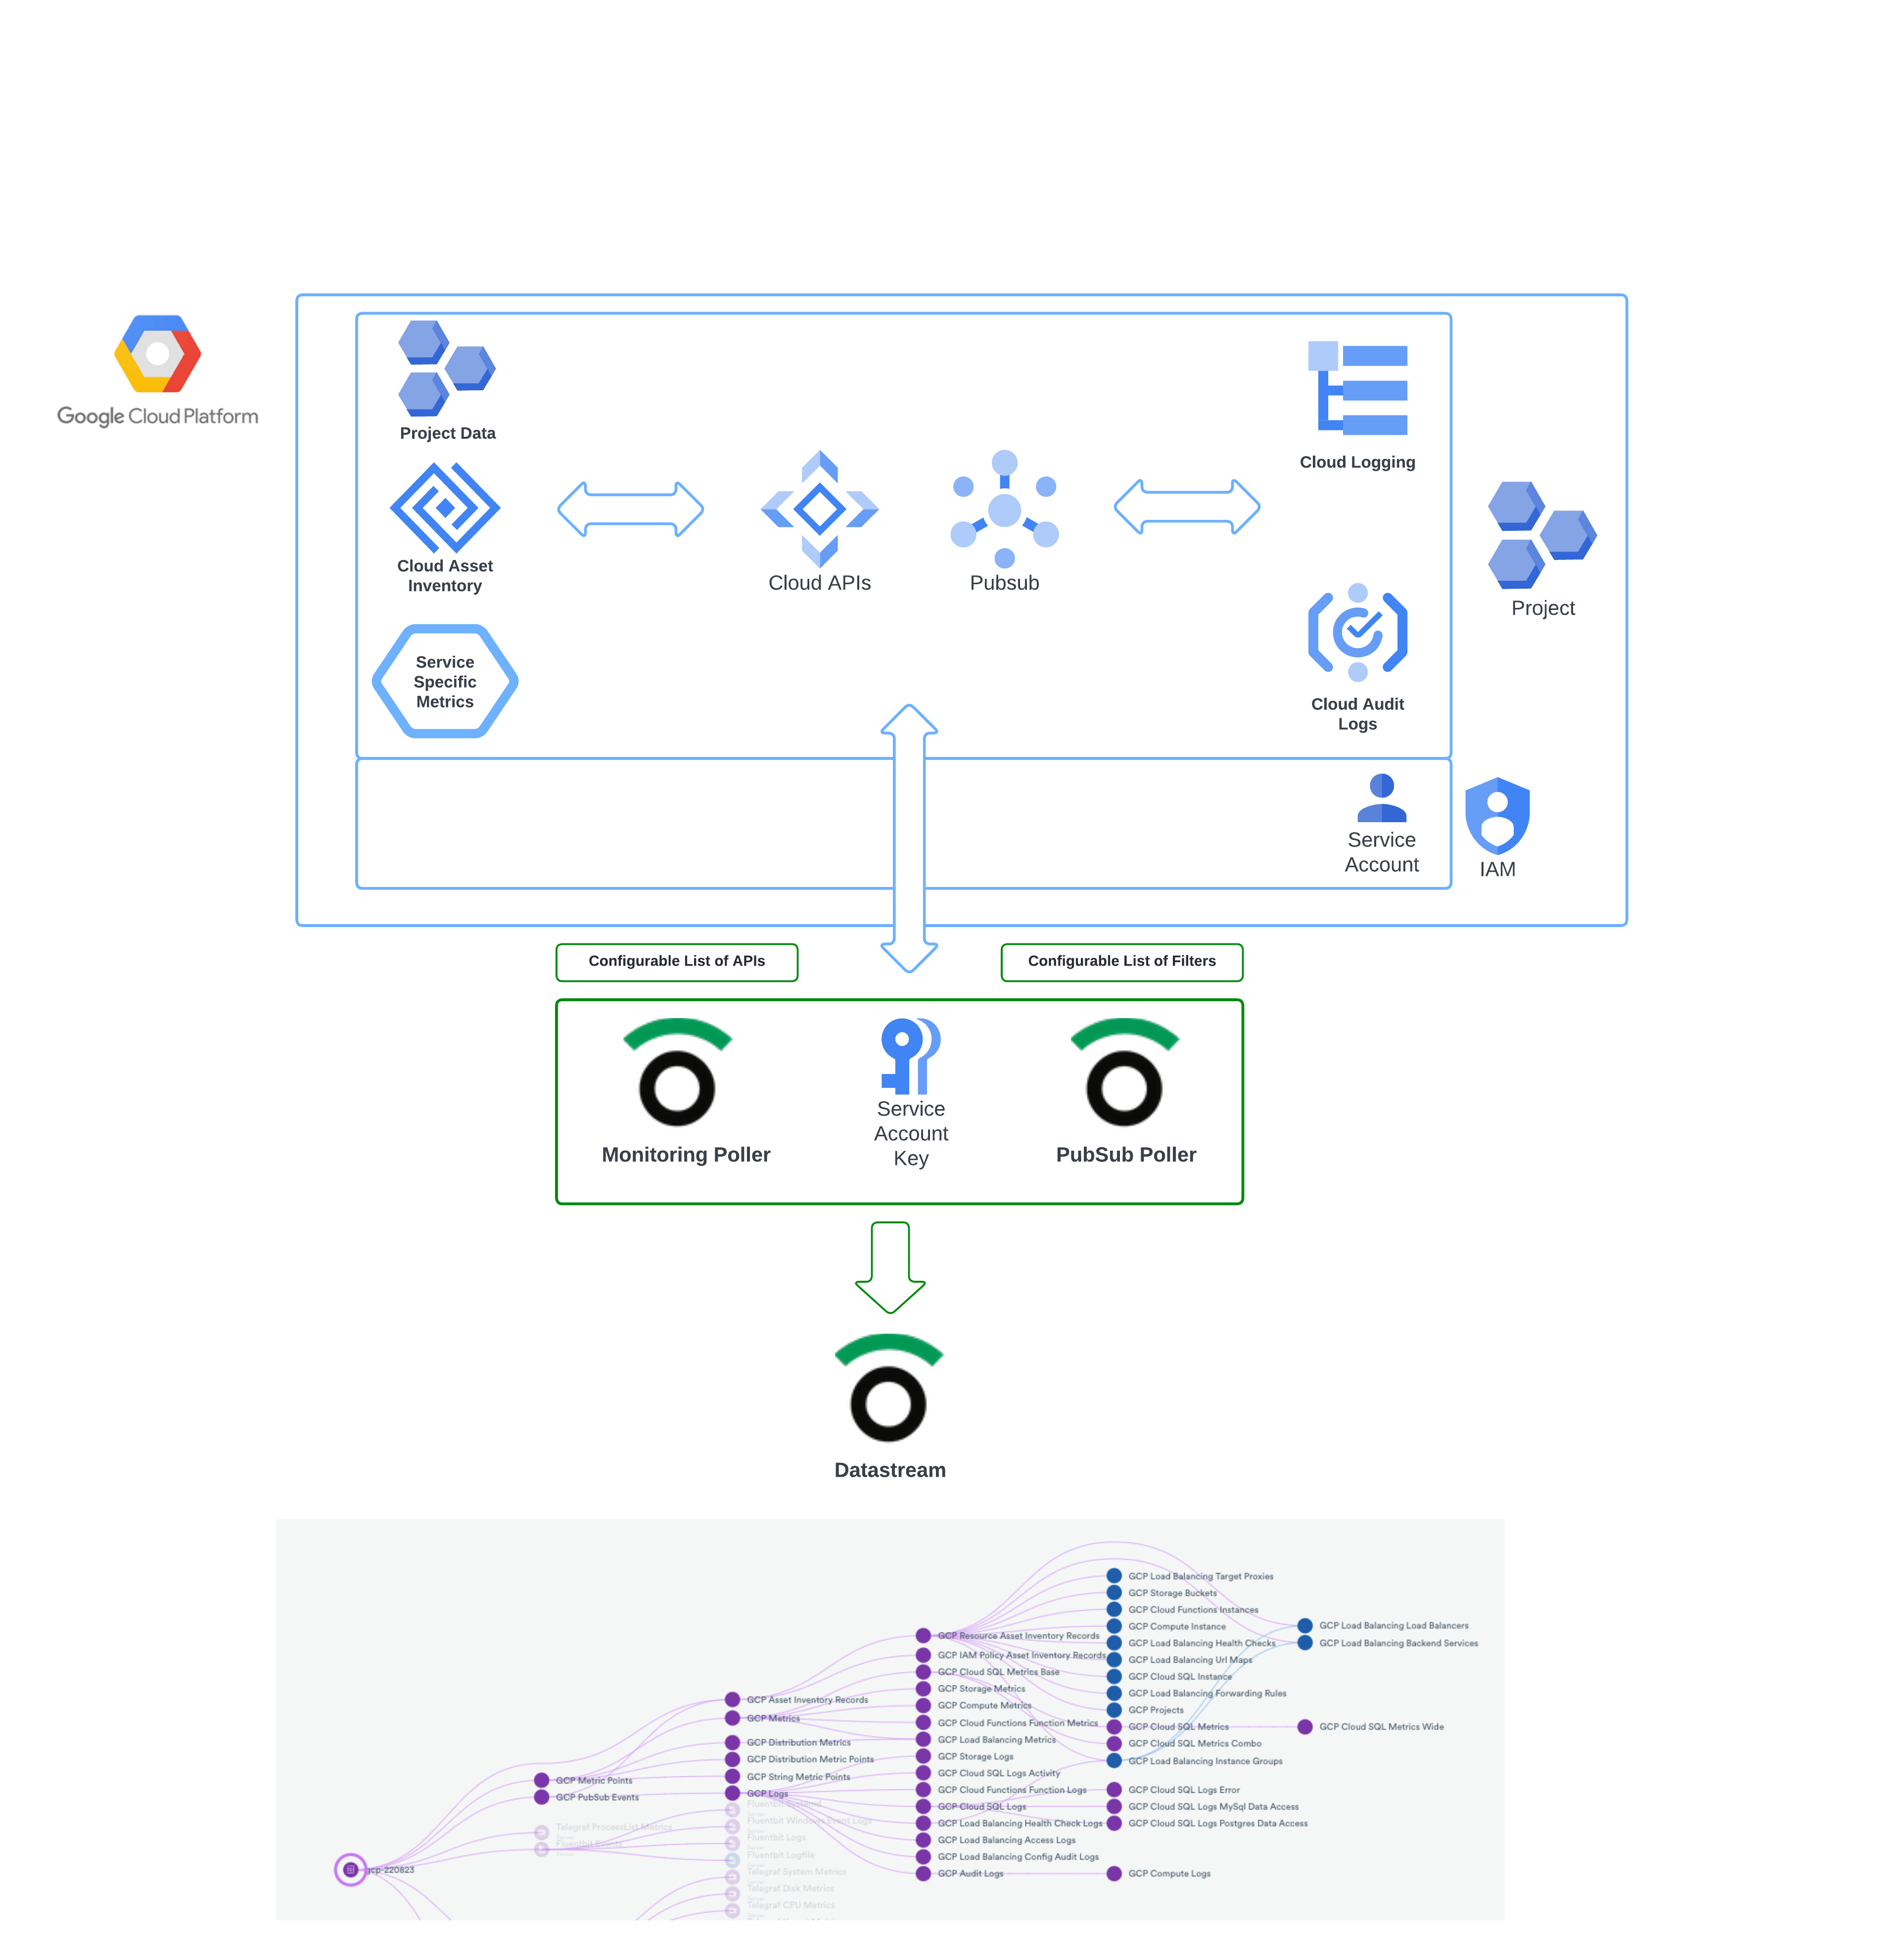 Google Cloud Platform
Project Data
Cloud Asset
Inventory
Service
Specific
Metrics
Cloud APIs
Pubsub
Cloud Logging
Cloud Audit
Logs
Project
Service
Account
IAM
Configurable List of APIs
Configurable List of Filters
Monitoring Poller
Service
Account
Key
PubSub Poller
Datastream
gcp-220823
GCP Metric Points
GCP PubSub Events
Telegraf ProcessList Metrics
Fluentbit Events
GCP Asset Inventory Records
GCP Metrics
GCP Distribution Metrics
GCP Distribution Metric Points
GCP String Metric Points
GCP Logs
Fluentbit Windows Event Logs
Fluentbit Logs
Fluentbit Logfile
Telegraf System Metrics
Telegraf Disk Metrics
Telegraf CPU Metrics
GCP Resource Asset Inventory Records
GCP IAM Policy Asset Inventory Records
GCP Cloud SQL Metrics Base
GCP Storage Metrics
GCP Compute Metrics
GCP Cloud Functions Function Metrics
GCP Load Balancing Metrics
GCP Storage Logs
GCP Cloud SQL Logs Activity
GCP Cloud Functions Function Logs
GCP Cloud SQL Logs
GCP Load Balancing Health Check Logs
GCP Load Balancing Access Logs
GCP Load Balancing Config Audit Logs
GCP Audit Logs
GCP Load Balancing Target Proxies
GCP Storage Buckets
GCP Cloud Functions Instances
GCP Compute Instance
GCP Load Balancing Health Checks
GCP Load Balancing Url Maps
GCP Cloud SQL Instance
GCP Load Balancing Forwarding Rules
GCP Projects
GCP Cloud SQL Metrics
GCP Cloud SQL Metrics Combo
GCP Load Balancing Instance Groups
GCP Cloud SQL Logs Error
GCP Cloud SQL Logs MySql Data Access
GCP Cloud SQL Logs Postgres Data Access
GCP Compute Logs
GCP Load Balancing Load Balancers
GCP Load Balancing Backend Services
GCP Cloud SQL Metrics Wide